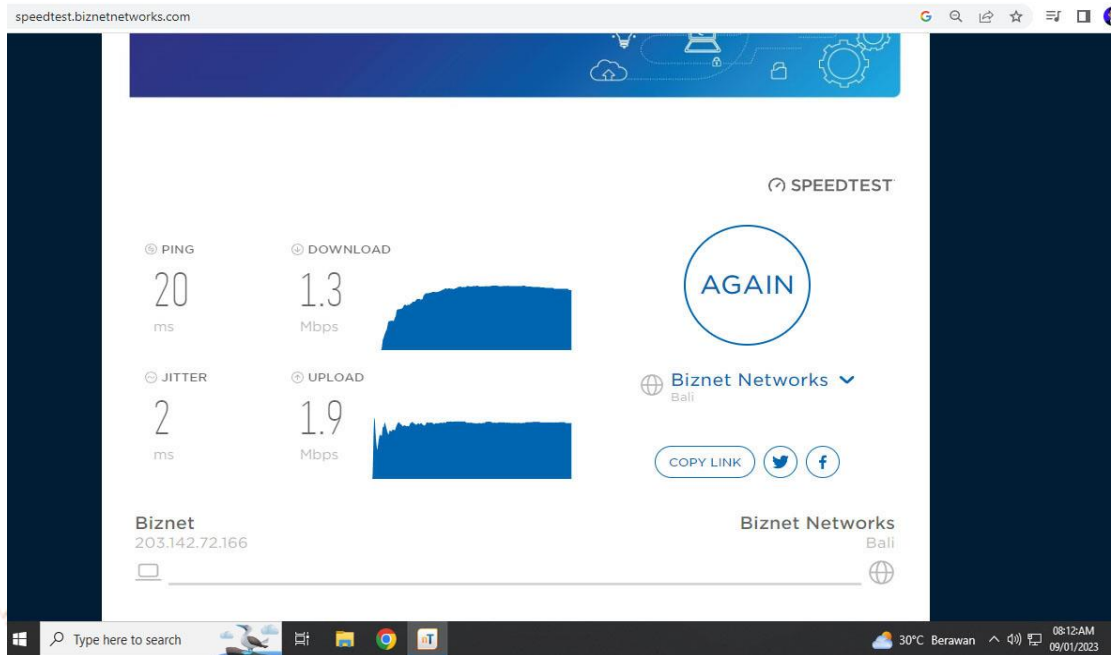 speedtest.biznetnetworks.com
SPEEDTEST
PING
20
ms
DOWNLOAD
1.3
Mbps
AGAIN
JITTER
2
ms
UPLOAD
1.9
Mbps
Biznet Networks
Bali
COPY LINK
Biznet
203.142.72.166
Biznet Networks
Bali
Type here to search
nT
30°C Berawan
08:12:AM
09/01/2023